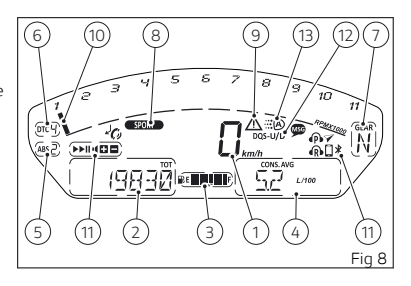 6 10 8 9 13 12 7
1 2 3 4 5 6 7 8 9 10 11
RPMX1000
DTC 4 SPORT A MSG GEAR
DQS-U/D N
ABS 2 0 km/h P
R
TOT CONS.AVG
19830 E F 5.2 L/100
5 11 2 3 1 4 11
Fig 8